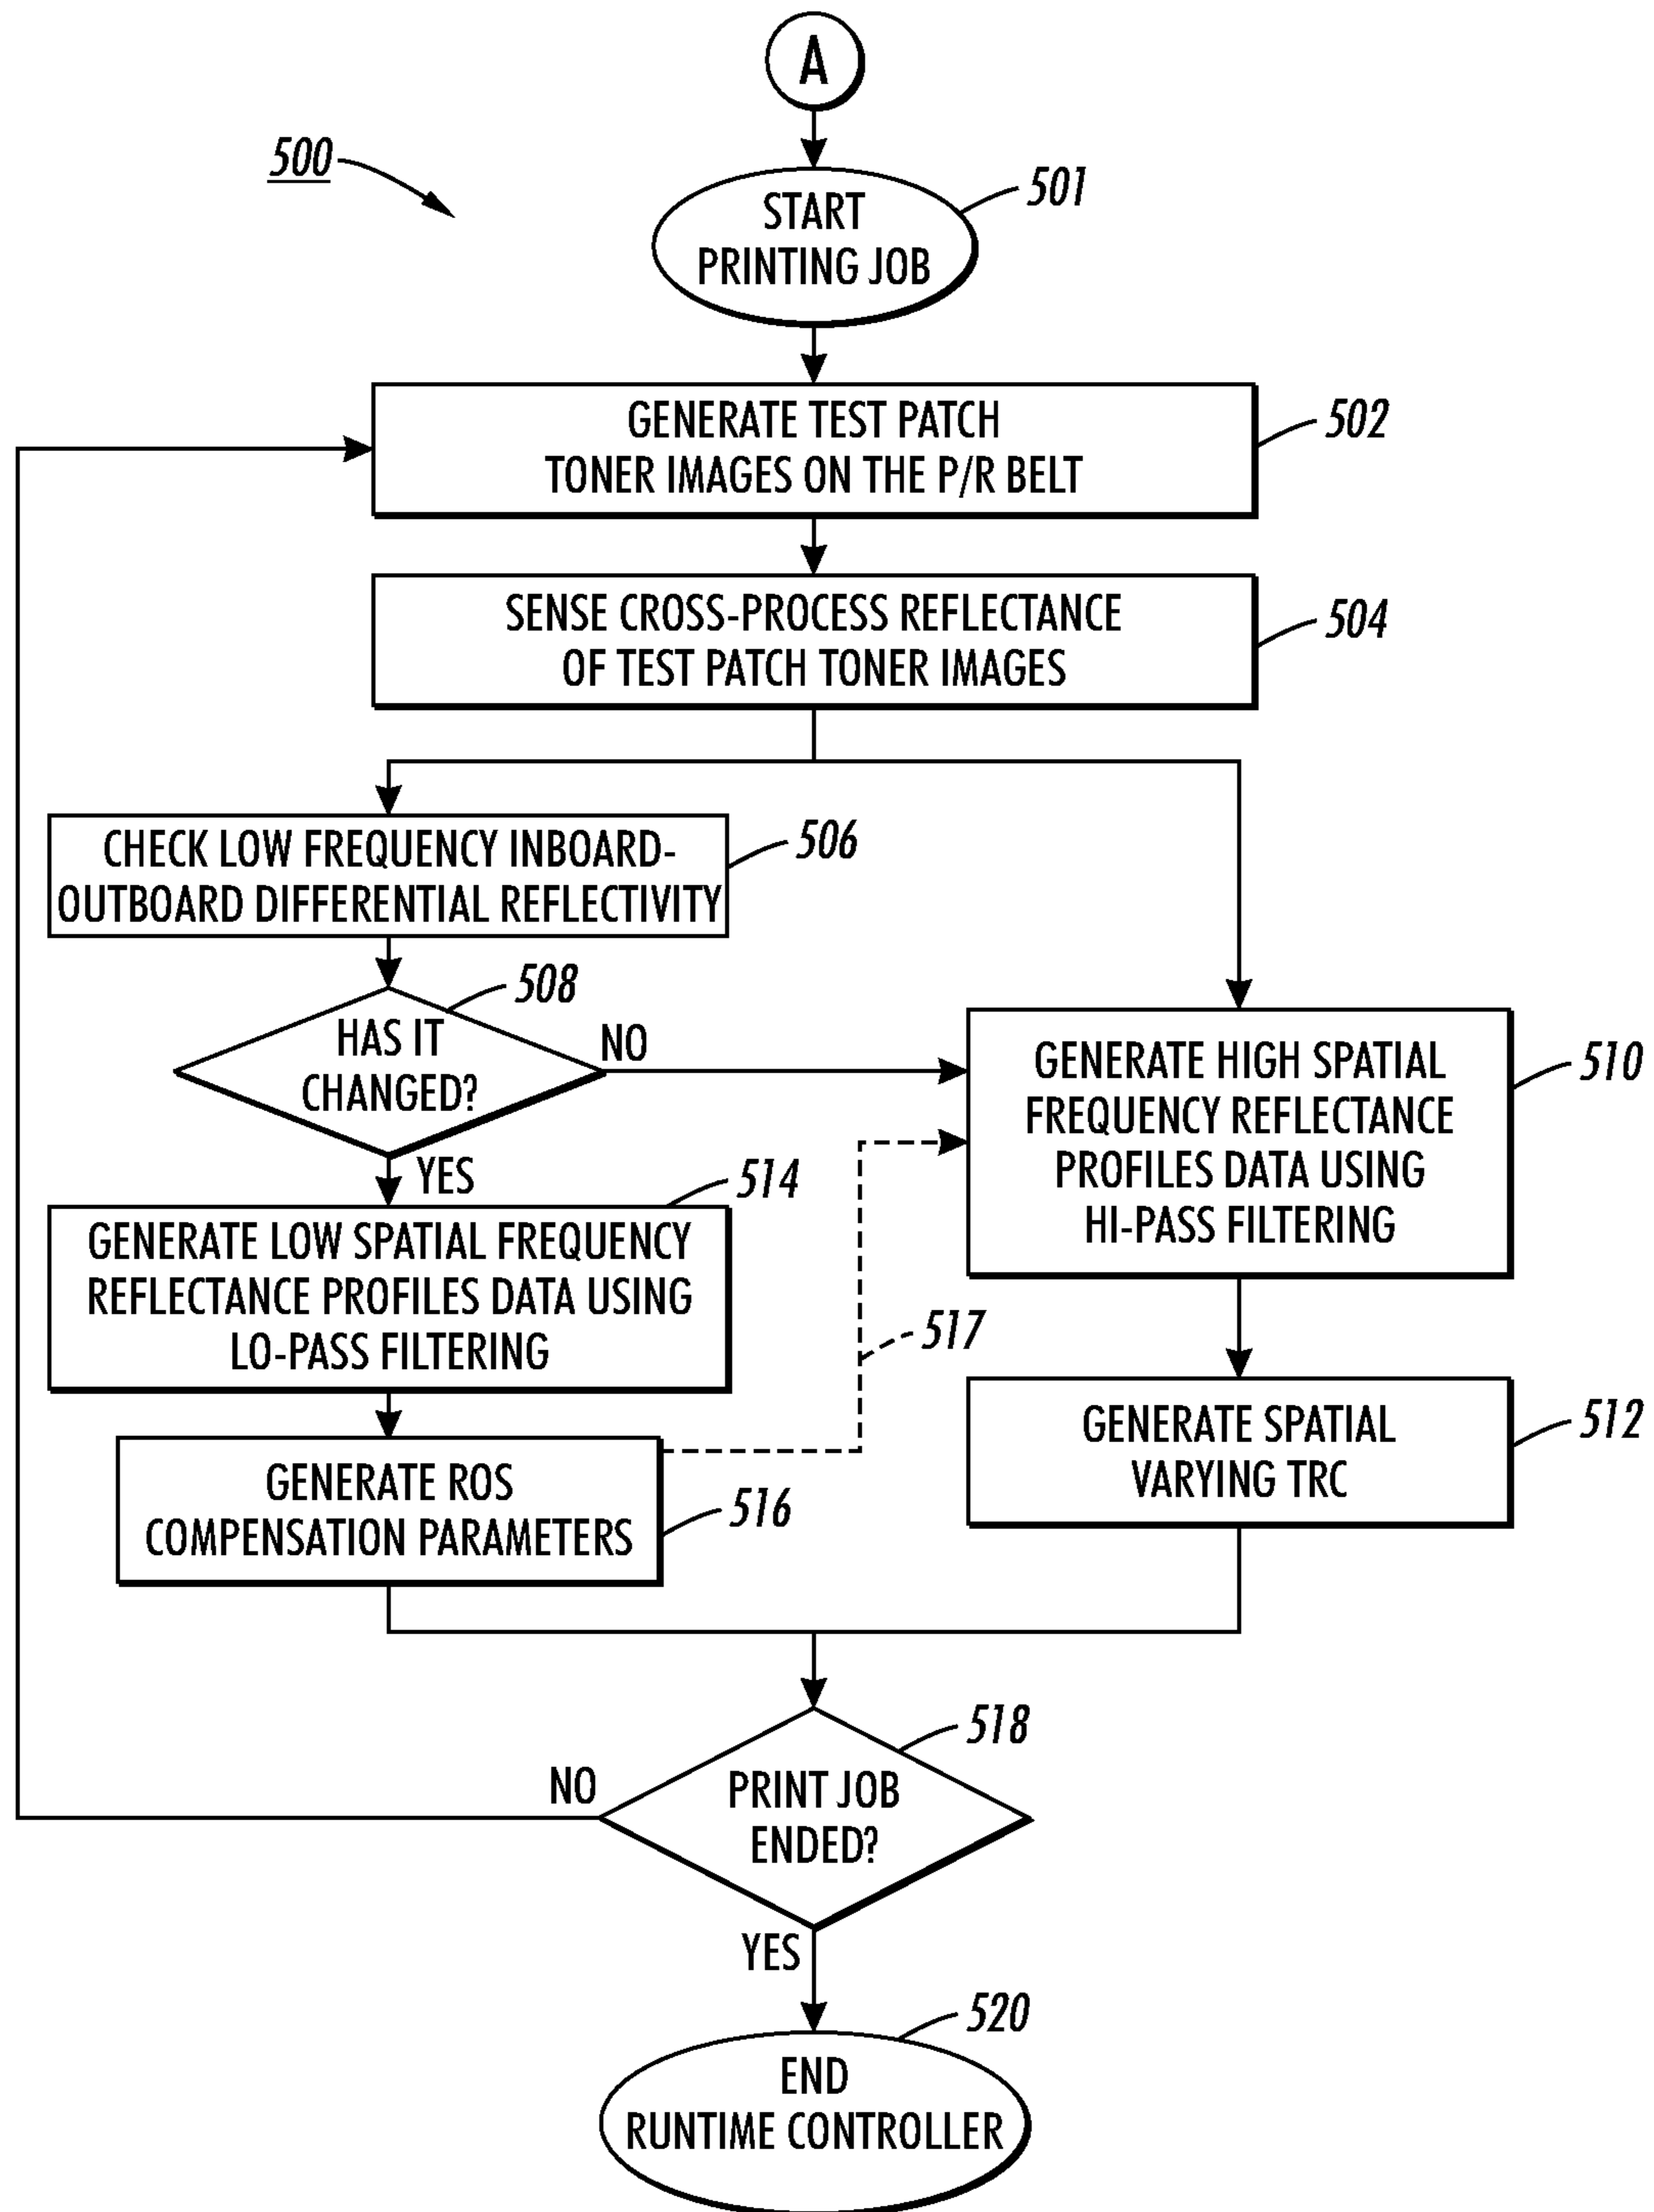 A
500
501
START
PRINTING JOB
502
GENERATE TEST PATCH
TONER IMAGES ON THE P/R BELT
504
SENSE CROSS-PROCESS REFLECTANCE
OF TEST PATCH TONER IMAGES
506
CHECK LOW FREQUENCY INBOARD-
OUTBOARD DIFFERENTIAL REFLECTIVITY
508
HAS IT
CHANGED?
NO
YES
510
GENERATE HIGH SPATIAL
FREQUENCY REFLECTANCE
PROFILES DATA USING
HI-PASS FILTERING
514
GENERATE LOW SPATIAL FREQUENCY
REFLECTANCE PROFILES DATA USING
LO-PASS FILTERING
517
512
GENERATE SPATIAL
VARYING TRC
516
GENERATE ROS
COMPENSATION PARAMETERS
518
PRINT JOB
ENDED?
NO
YES
520
END
RUNTIME CONTROLLER